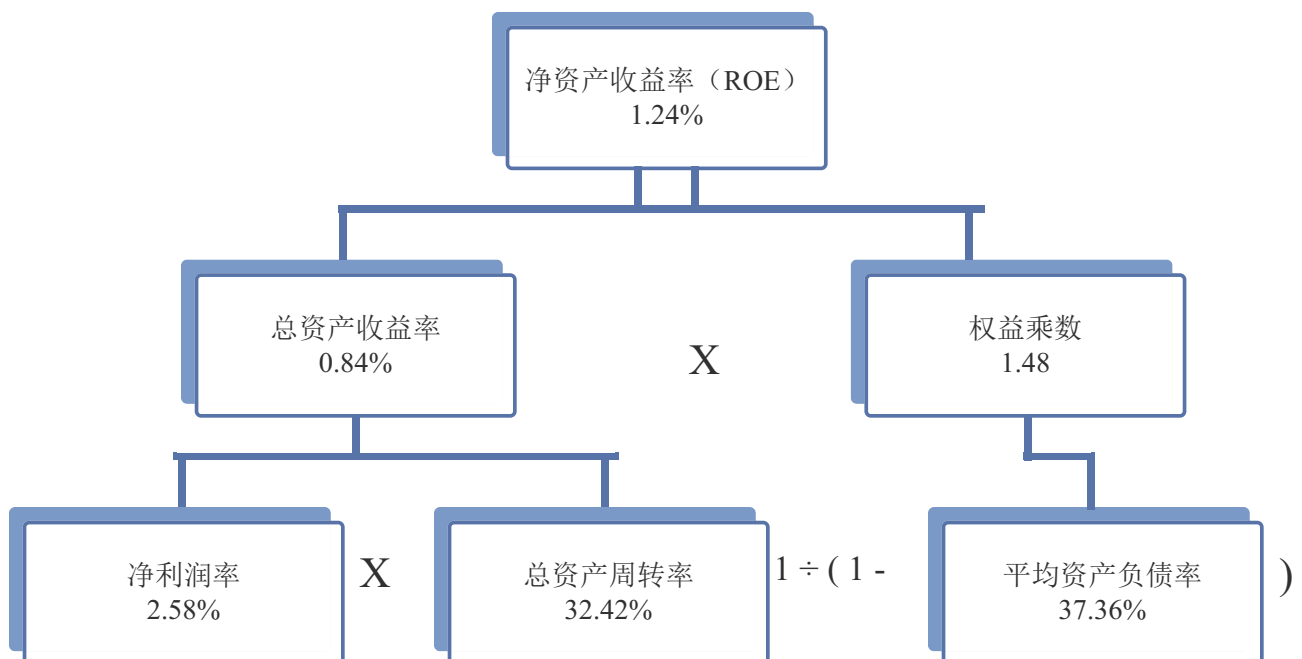 净资产收益率（ROE）
1.24%
总资产收益率
0.84%
X
权益乘数
1.48
净利润率
2.58%
X
总资产周转率
32.42%
1 ÷ ( 1 -
平均资产负债率
37.36%
)